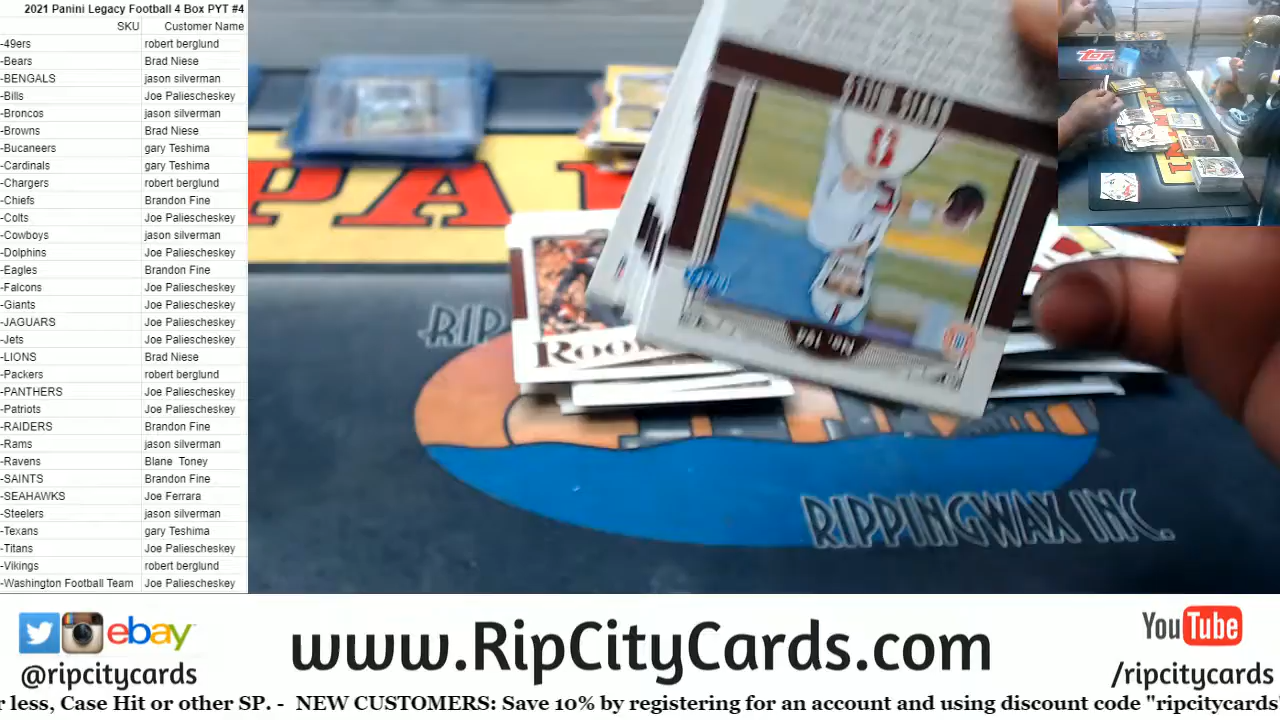 2021 Panini Legacy Football 4 Box PYT #4
SKU Customer Name
-49ers robert berglund
-Bears Brad Niese
-BENGALS jason silverman
-Bills Joe Paliescheskey
-Broncos jason silverman
-Browns Brad Niese
-Bucaneers gary Teshima
-Cardinals gary Teshima
-Chargers robert berglund
-Chiefs Brandon Fine
-Colts Joe Paliescheskey
-Cowboys jason silverman
-Dolphins Joe Paliescheskey
-Eagles Brandon Fine
-Falcons Joe Paliescheskey
-Giants Joe Paliescheskey
-JAGUARS Joe Paliescheskey
-Jets Joe Paliescheskey
-LIONS Brad Niese
-Packers robert berglund
-PANTHERS Joe Paliescheskey
-Patriots Joe Paliescheskey
-RAIDERS Brandon Fine
-Rams jason silverman
-Ravens Blane Toney
-SAINTS Brandon Fine
-SEAHAWKS Joe Ferrara
-Steelers jason silverman
-Texans gary Teshima
-Titans Joe Paliescheskey
-Vikings robert berglund
-Washington Football Team Joe Paliescheskey
DAVIS MILLS
No. 194
RIP
RIPPINGWAX INC.
ebay
@ripcitycards
www.RipCityCards.com
YouTube
/ripcitycards
r less, Case Hit or other SP. - NEW CUSTOMERS: Save 10% by registering for an account and using discount code "ripcitycards